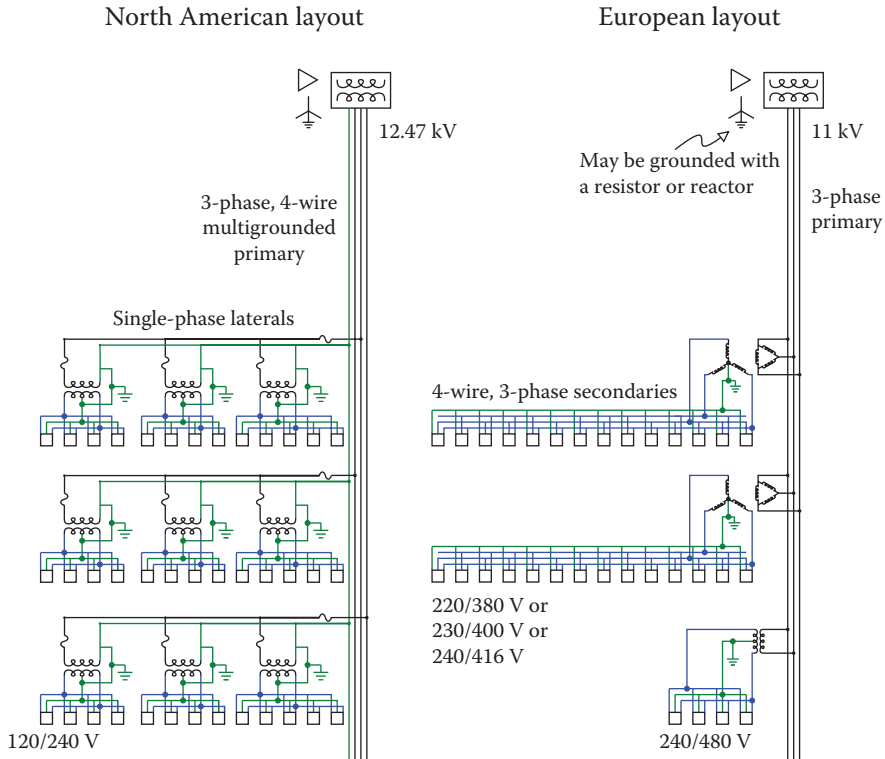 North American layout
European layout
12.47 kV
11 kV
May be grounded with
a resistor or reactor
3-phase, 4-wire
multigrounded
primary
3-phase
primary
Single-phase laterals
4-wire, 3-phase secondaries
220/380 V or
230/400 V or
240/416 V
120/240 V
240/480 V